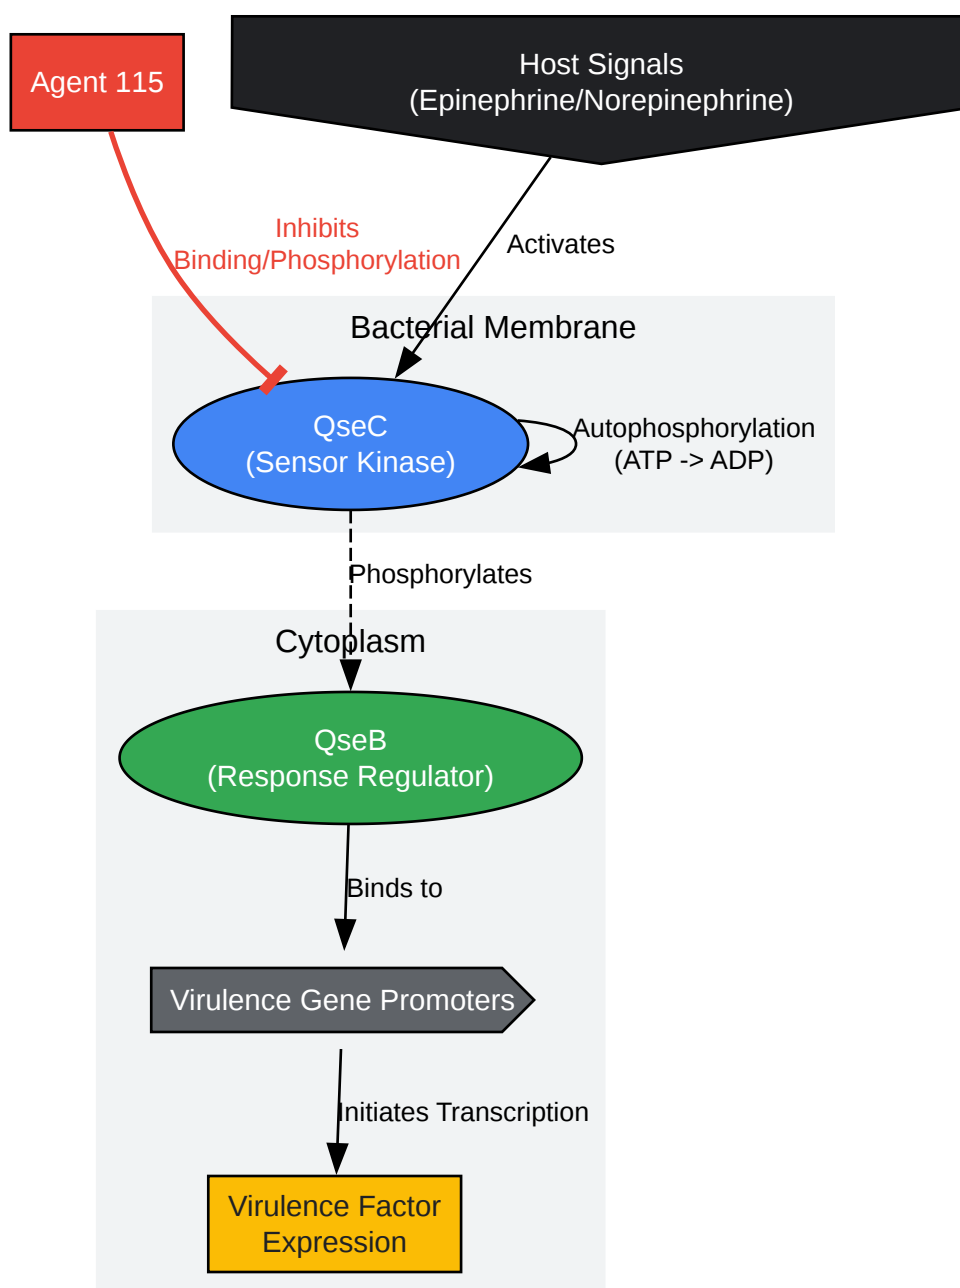 Agent 115
Host Signals
(Epinephrine/Norepinephrine)
Inhibits
Binding/Phosphorylation
Activates
Bacterial Membrane
QseC
(Sensor Kinase)
Autophosphorylation
(ATP -> ADP)
Phosphorylates
Cytoplasm
QseB
(Response Regulator)
Binds to
Virulence Gene Promoters
Initiates Transcription
Virulence Factor
Expression